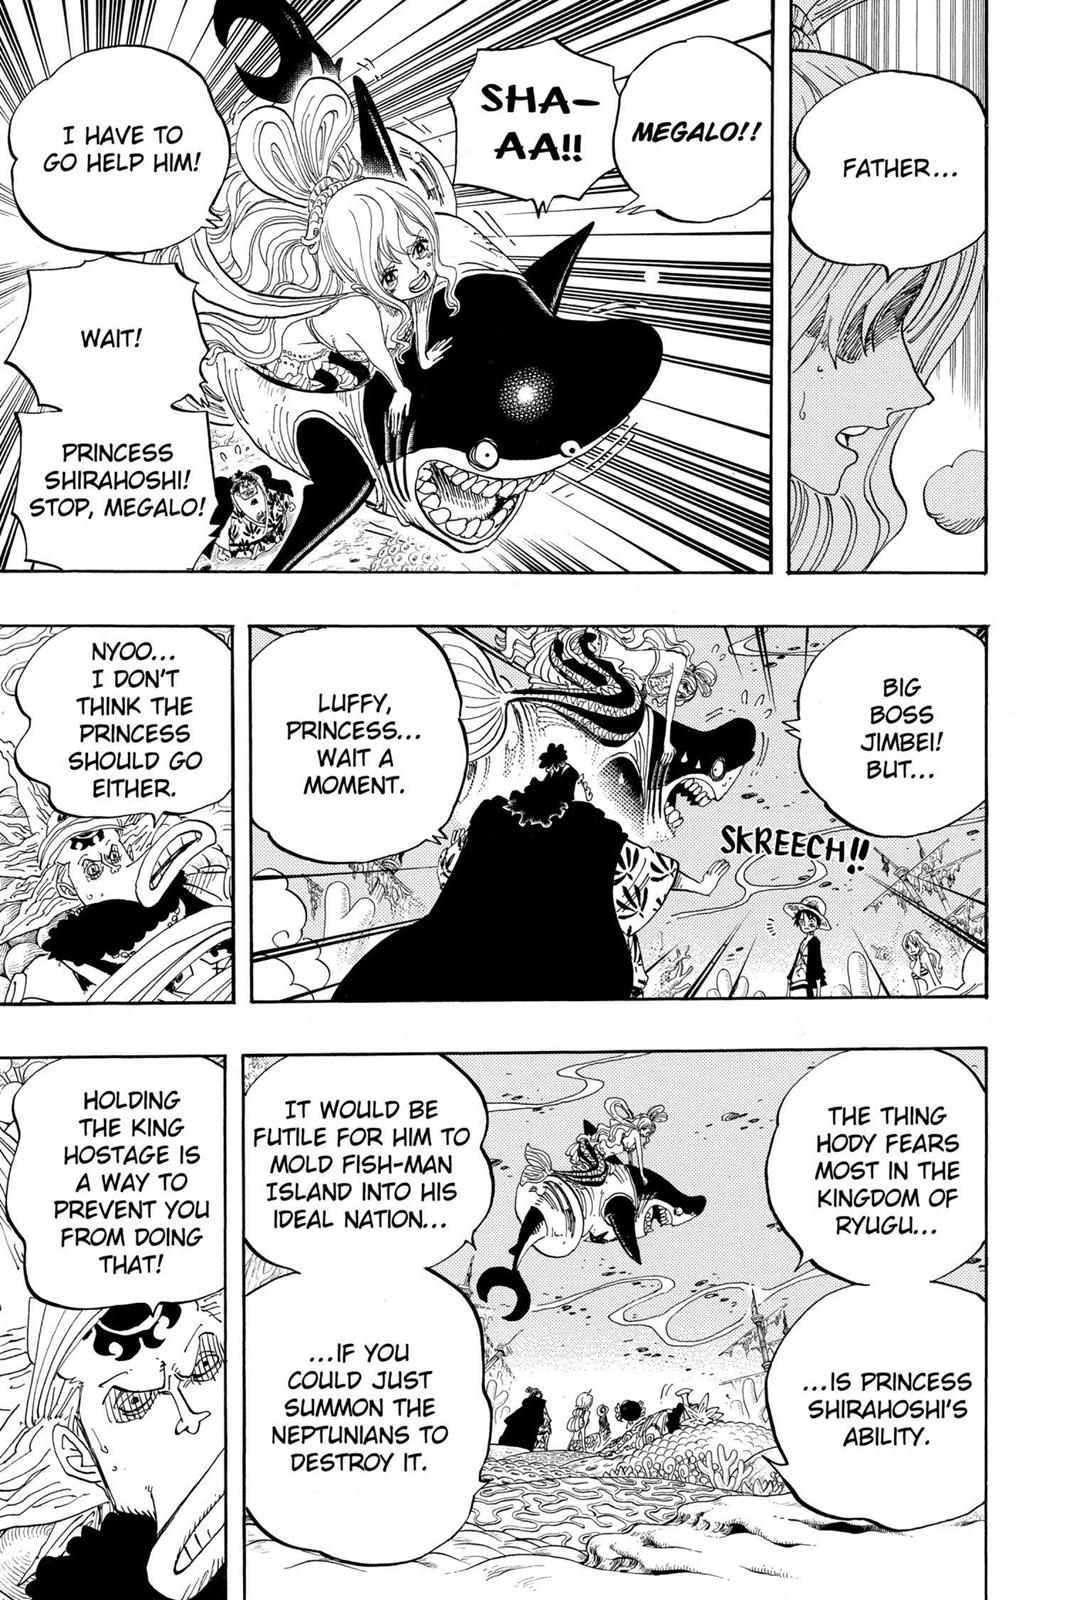 FATHER...
MEGALO!!
SHA-
AA!!
I HAVE TO
GO HELP HIM!
WAIT!
PRINCESS
SHIRAHOSHI!
STOP, MEGALO!
BIG
BOSS
JIMBEI!
BUT...
SKREECH!!
LUFFY,
PRINCESS...
WAIT A
MOMENT.
NYOO...
I DON'T
THINK THE
PRINCESS
SHOULD GO
EITHER.
THE THING
HODY FEARS
MOST IN THE
KINGDOM OF
RYUGU...
...IS PRINCESS
SHIRAHOSHI'S
ABILITY.
IT WOULD BE
FUTILE FOR HIM TO
MOLD FISH-MAN
ISLAND INTO HIS
IDEAL NATION...
...IF YOU
COULD JUST
SUMMON THE
NEPTUNIANS TO
DESTROY IT.
HOLDING
THE KING
HOSTAGE IS
A WAY TO
PREVENT YOU
FROM DOING
THAT!